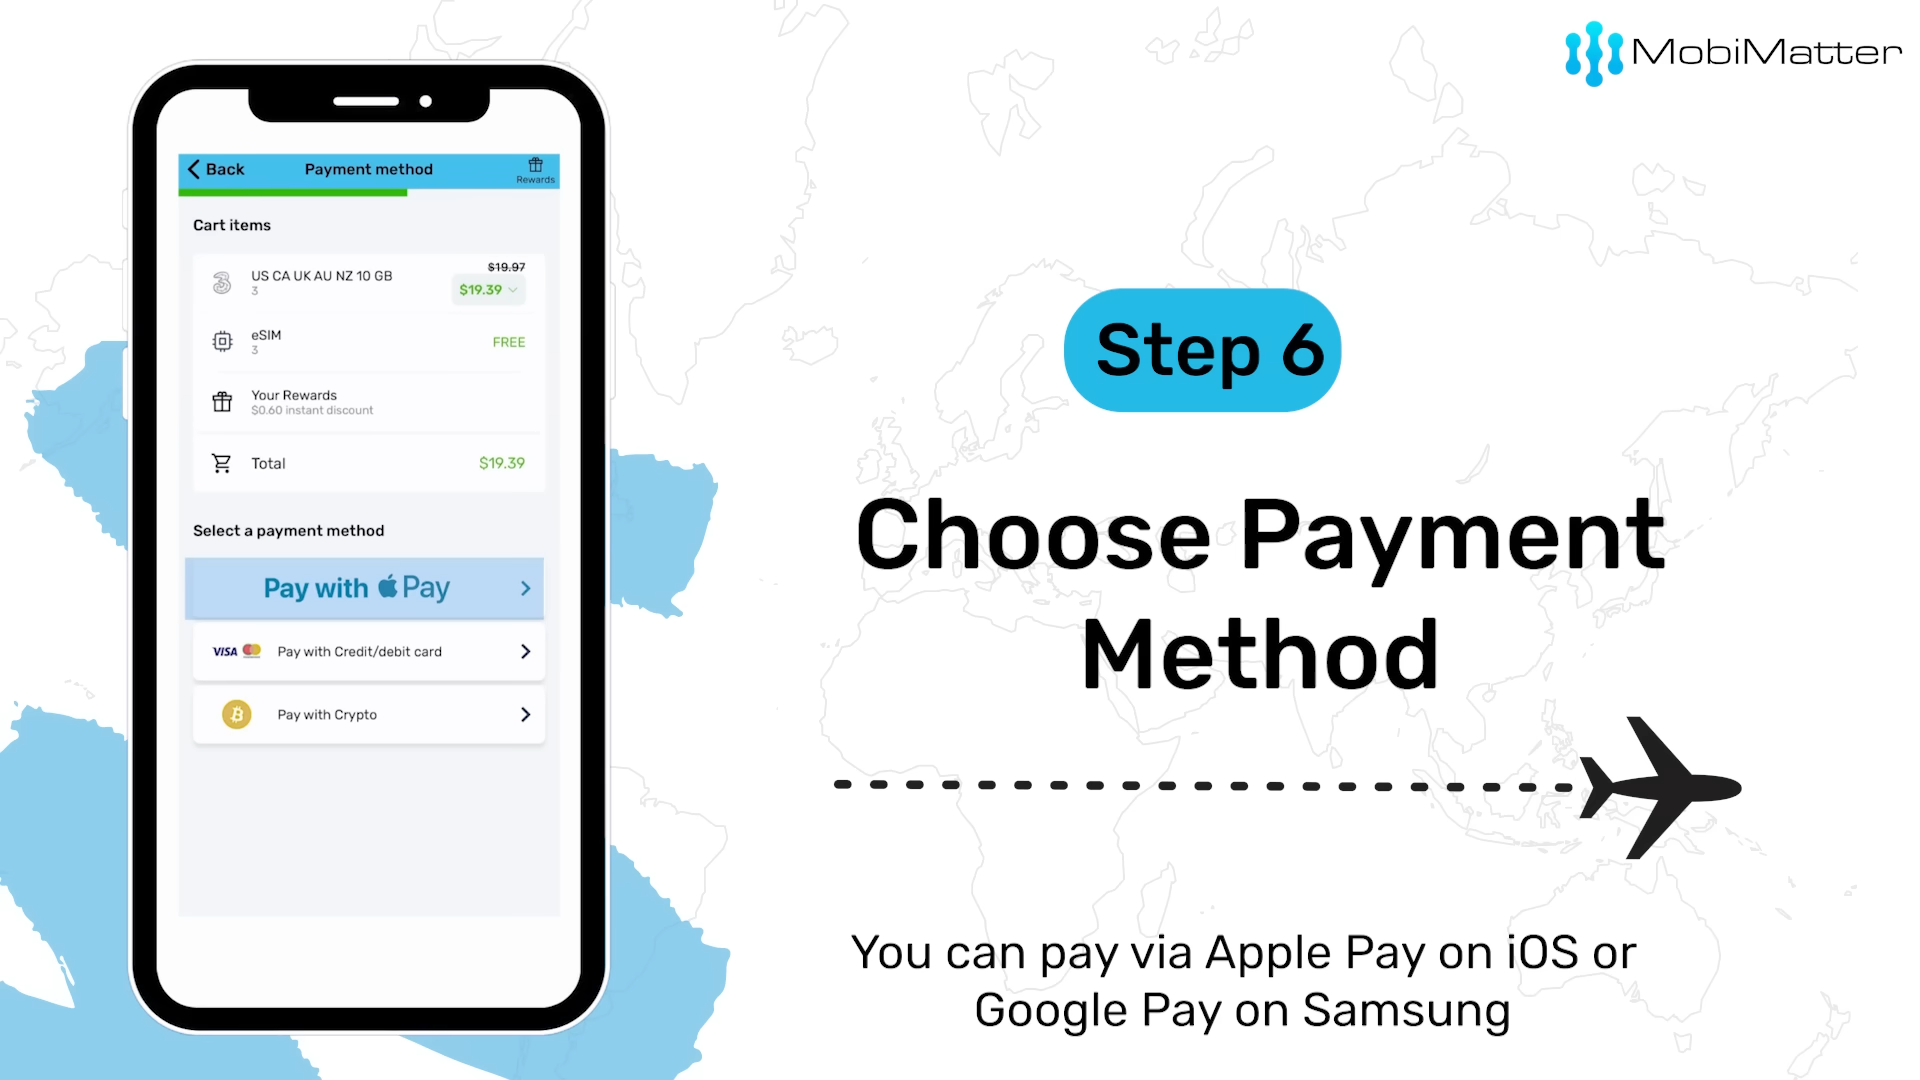 MobiMatter
Back
Payment method
Rewards
Cart items
US CA UK AU NZ 10 GB
3
$19.97
$19.39
eSIM
3
FREE
Your Rewards
$0.60 instant discount
Total
$19.39
Select a payment method
Pay with Pay
VISA Pay with Credit/debit card
Pay with Crypto
Step 6
Choose Payment
Method
You can pay via Apple Pay on iOS or
Google Pay on Samsung